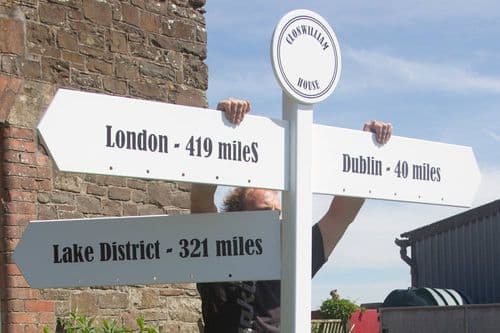 CLONWILLIAM
HOUSE
London - 419 mileS
Dublin - 40 miles
Lake District - 321 miles